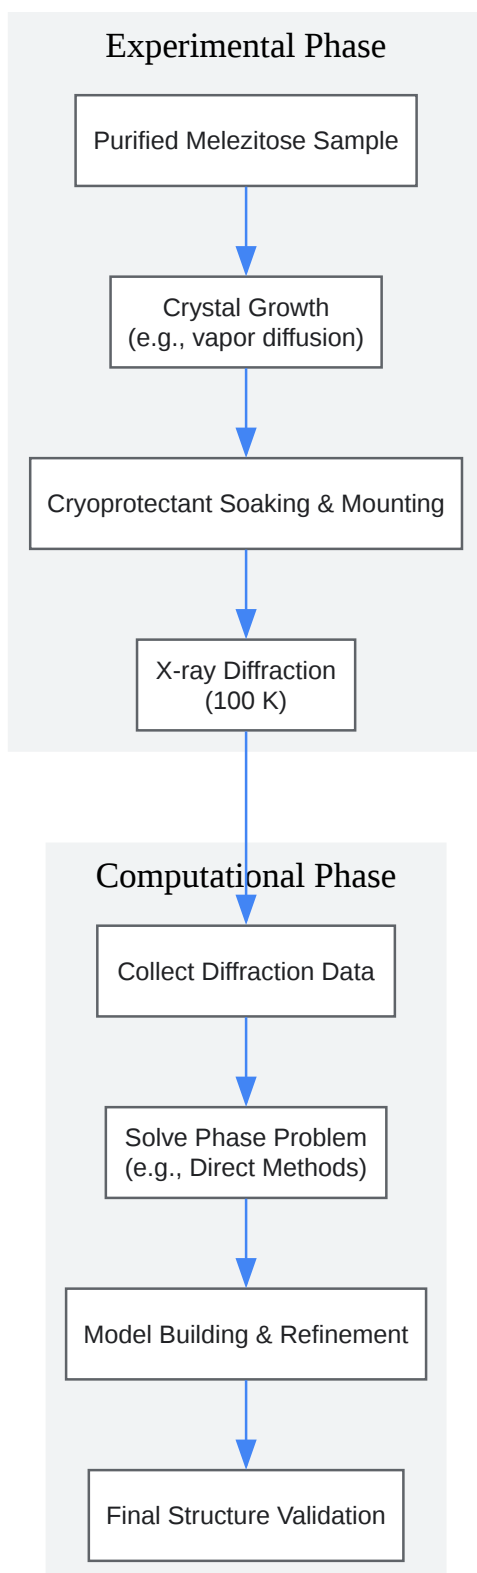 Experimental Phase
Purified Melezitose Sample
Crystal Growth
(e.g., vapor diffusion)
Cryoprotectant Soaking & Mounting
X-ray Diffraction
(100 K)
Computational Phase
Collect Diffraction Data
Solve Phase Problem
(e.g., Direct Methods)
Model Building & Refinement
Final Structure Validation